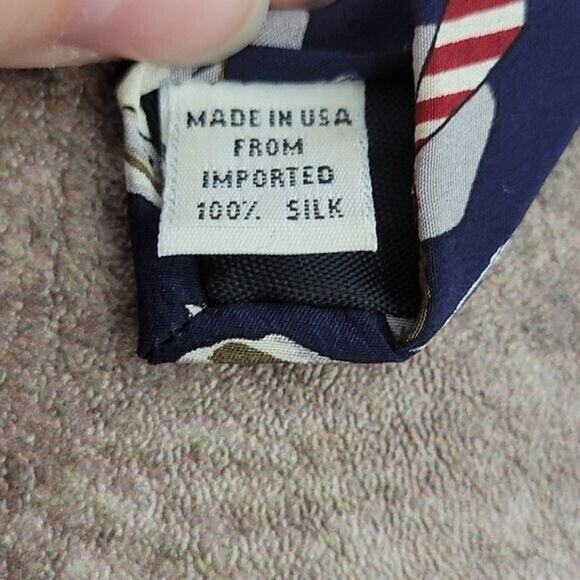 MADE IN USA
FROM
IMPORTED
100% SILK